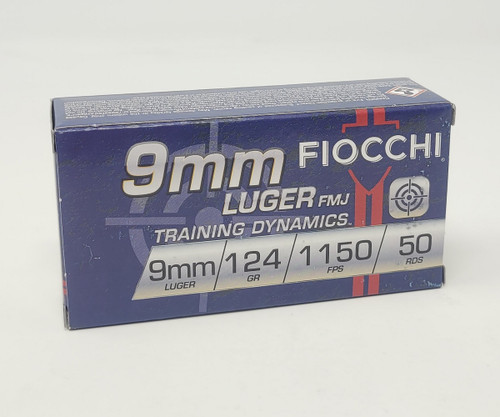 9mm
FIOCCHI
LUGER FMJ
TRAINING DYNAMICS
9mm 124 1150 50
LUGER GR FPS RDS